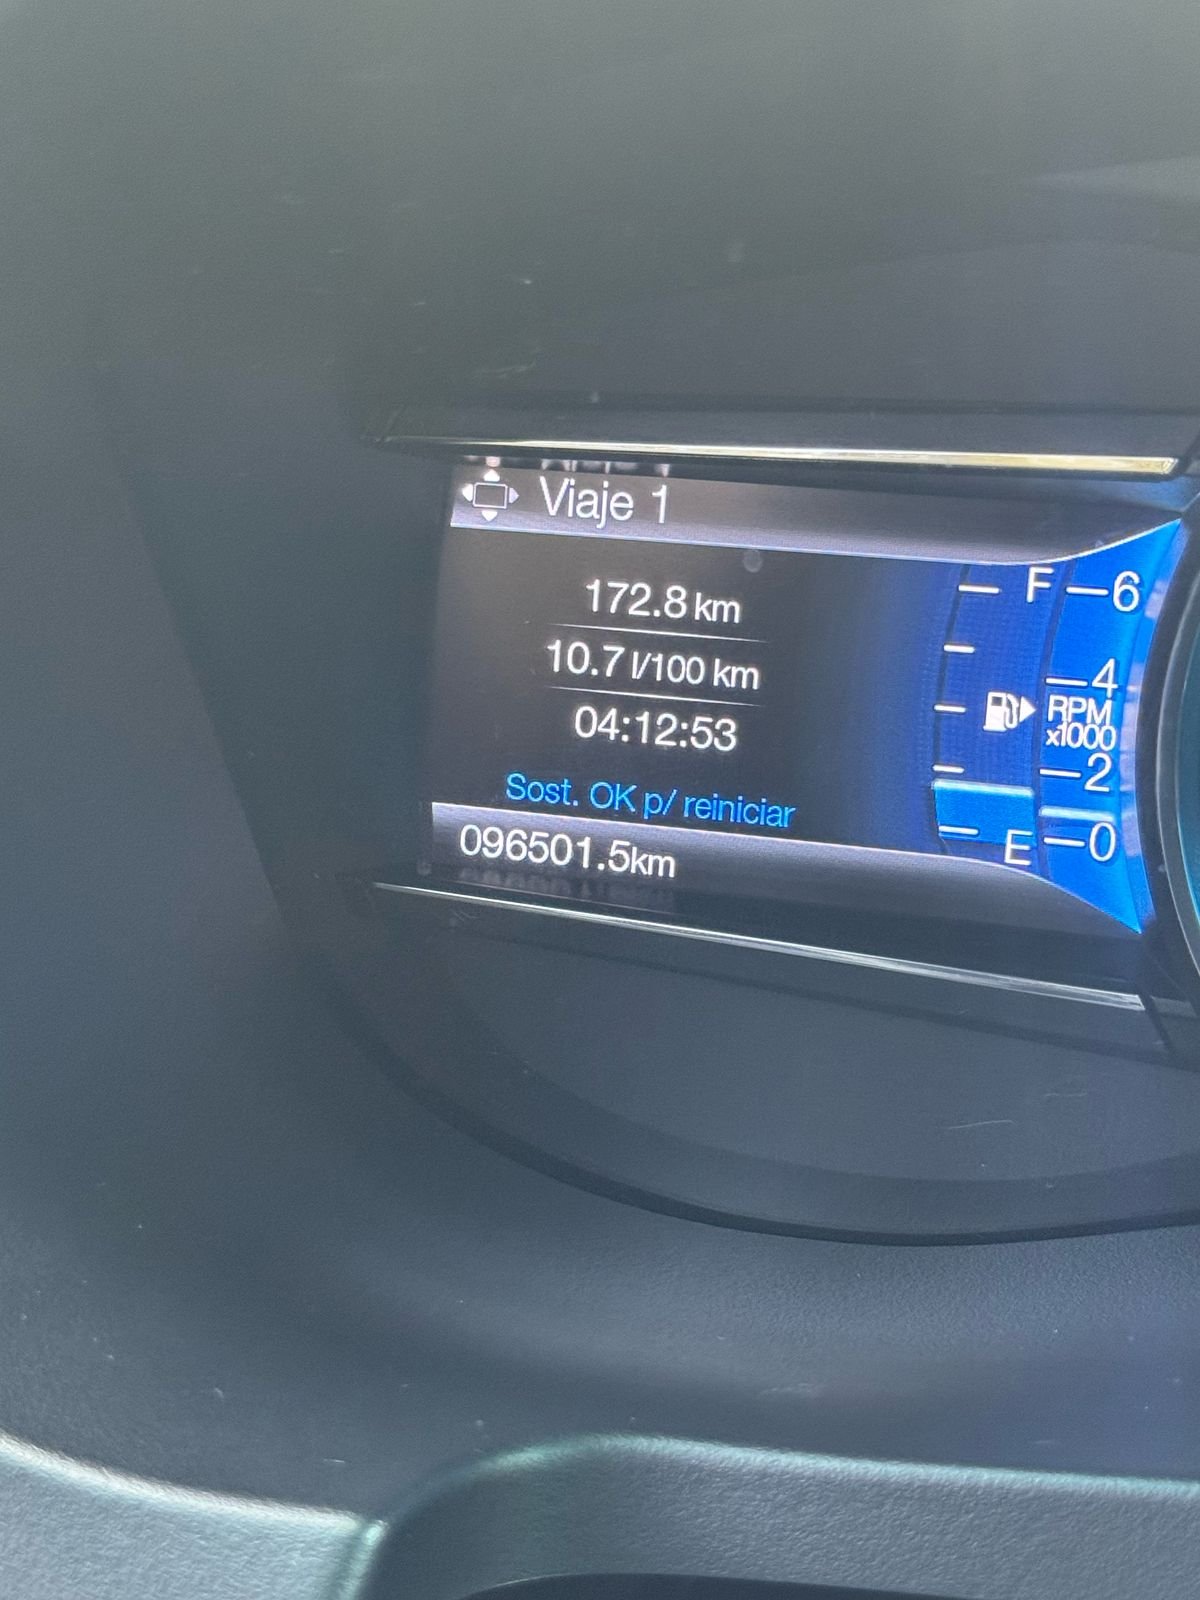 Viaje 1
172.8 km
10.7 l/100 km
04:12:53
Sost. OK p/ reiniciar
096501.5km
F
E
6
4
RPM
x1000
2
0